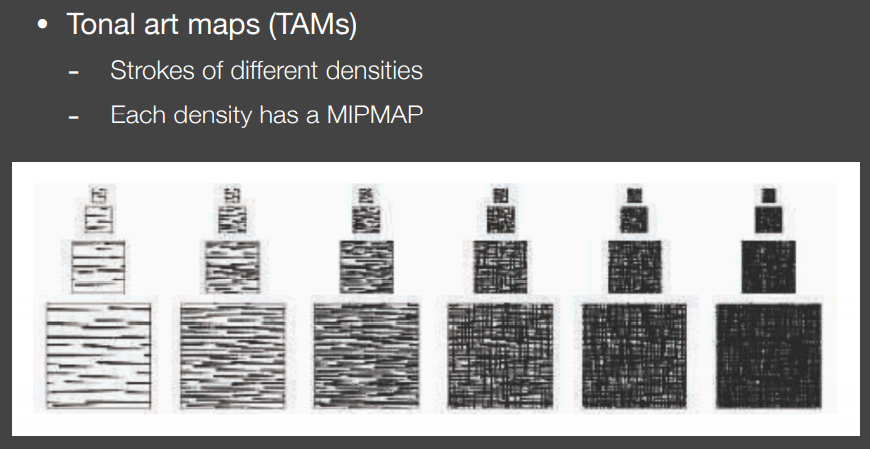 • Tonal art maps (TAMs)
- Strokes of different densities
- Each density has a MIPMAP